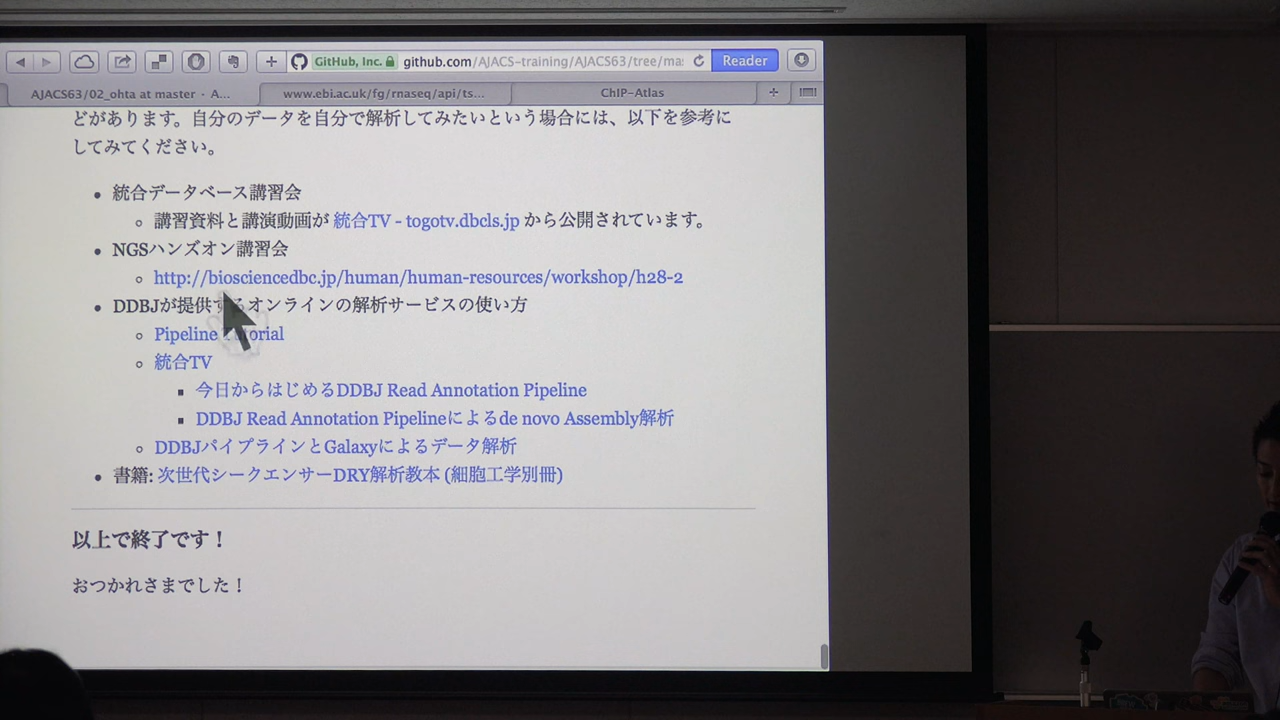 GitHub, Inc. github.com/AJACS-training/AJACS63/tree/ma: Reader
AJACS63/02_ohta at master - A... www.ebi.ac.uk/fg/rnaseq/api/ts... ChIP-Atlas
どがあります。自分のデータを自分で解析してみたいという場合には、以下を参考に
してみてください。
統合データベース講習会
講習資料と講演動画が 統合TV - togotv.dbcls.jp から公開されています。
NGSハンズオン講習会
http://biosciencedbc.jp/human/human-resources/workshop/h28-2
DDBJが提供するオンラインの解析サービスの使い方
Pipeline Tutorial
統合TV
今日からはじめるDDBJ Read Annotation Pipeline
DDBJ Read Annotation Pipelineによるde novo Assembly解析
DDBJパイプラインとGalaxyによるデータ解析
書籍: 次世代シークエンサーDRY解析教本 (細胞工学別冊)
以上で終了です！
おつかれさまでした！